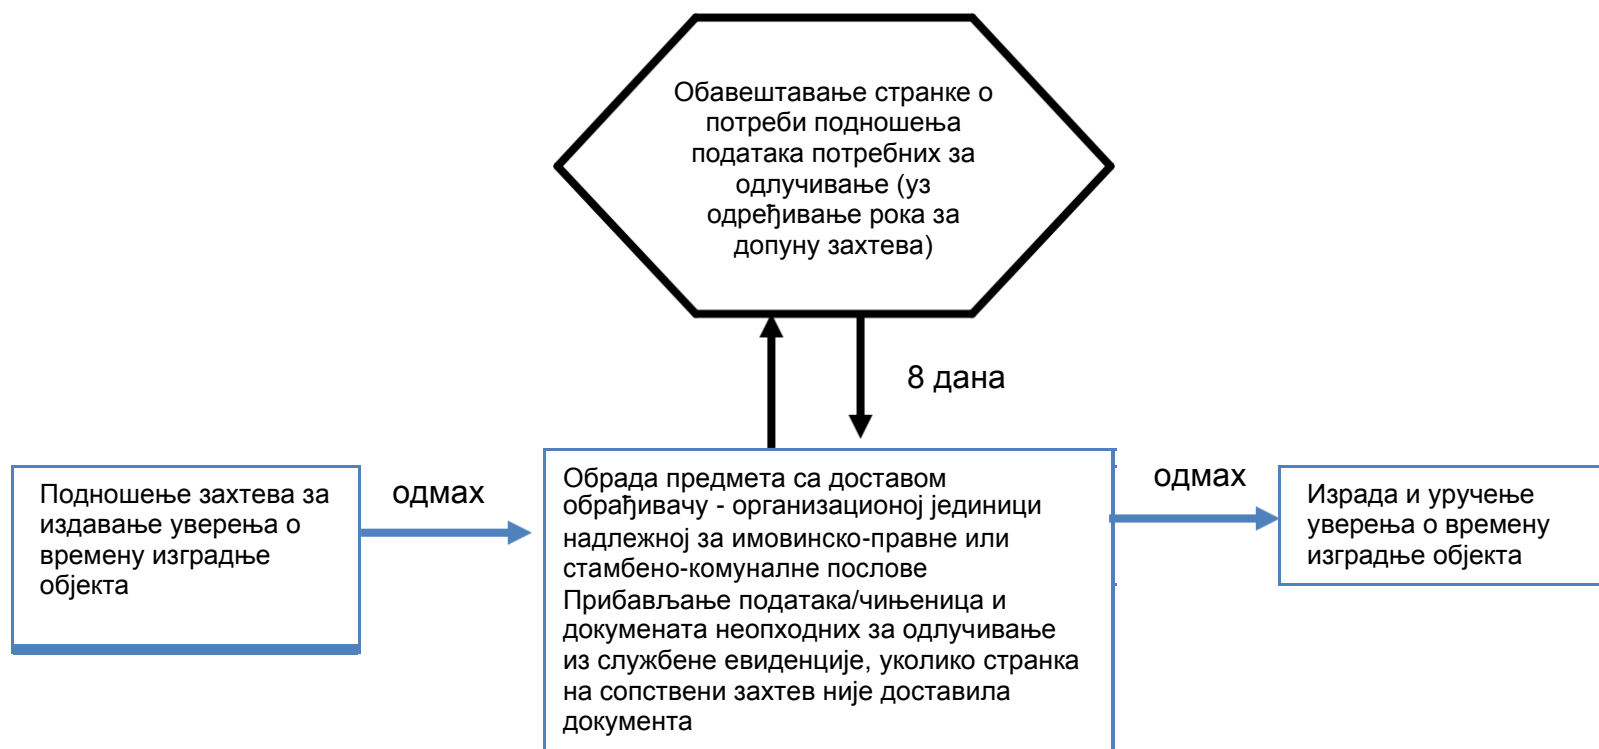 Обавештавање странке о
потреби подношења
података потребних за
одлучивање (уз
одређивање рока за
допуну захтева)
8 дана
Подношење захтева за
издавање уверења о
времену изградње
објекта
одмах
Обрада предмета са доставом
обрађивачу - организационој јединици
надлежној за имовинско-правне или
стамбено-комуналне послове
Прибављање података/чињеница и
докумената неопходних за одлучивање
из службене евиденције, уколико странка
на сопствени захтев није доставила
документа
одмах
Израда и уручење
уверења о времену
изградње објекта